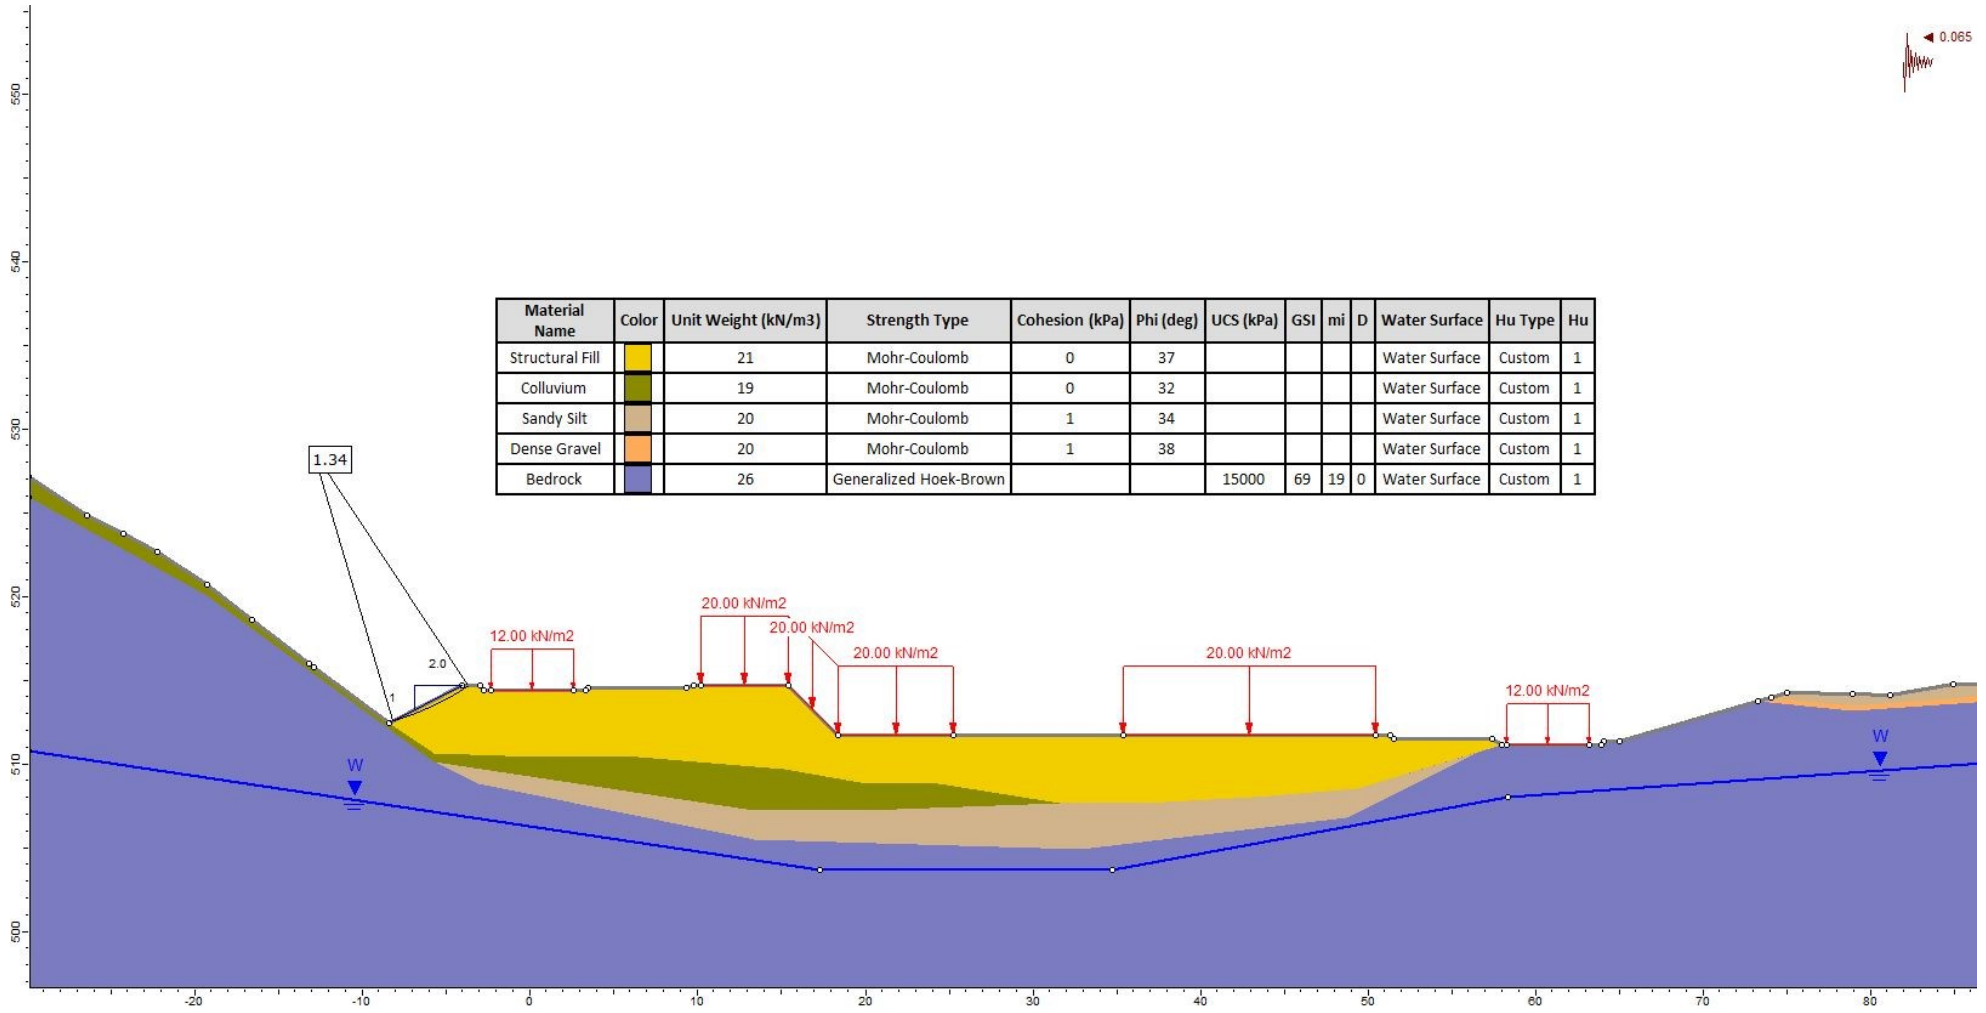 0.065
550
540
530
520
510
500
Material Name Color Unit Weight (kN/m3) Strength Type Cohesion (kPa) Phi (deg) UCS (kPa) GSI mi D Water Surface Hu Type Hu
Structural Fill 21 Mohr-Coulomb 0 37 Water Surface Custom 1
Colluvium 19 Mohr-Coulomb 0 32 Water Surface Custom 1
Sandy Silt 20 Mohr-Coulomb 1 34 Water Surface Custom 1
Dense Gravel 20 Mohr-Coulomb 1 38 Water Surface Custom 1
Bedrock 26 Generalized Hoek-Brown 15000 69 19 0 Water Surface Custom 1
1.34
2.0
1
12.00 kN/m2
20.00 kN/m2
20.00 kN/m2
20.00 kN/m2
20.00 kN/m2
12.00 kN/m2
W
W
-20 -10 0 10 20 30 40 50 60 70 80